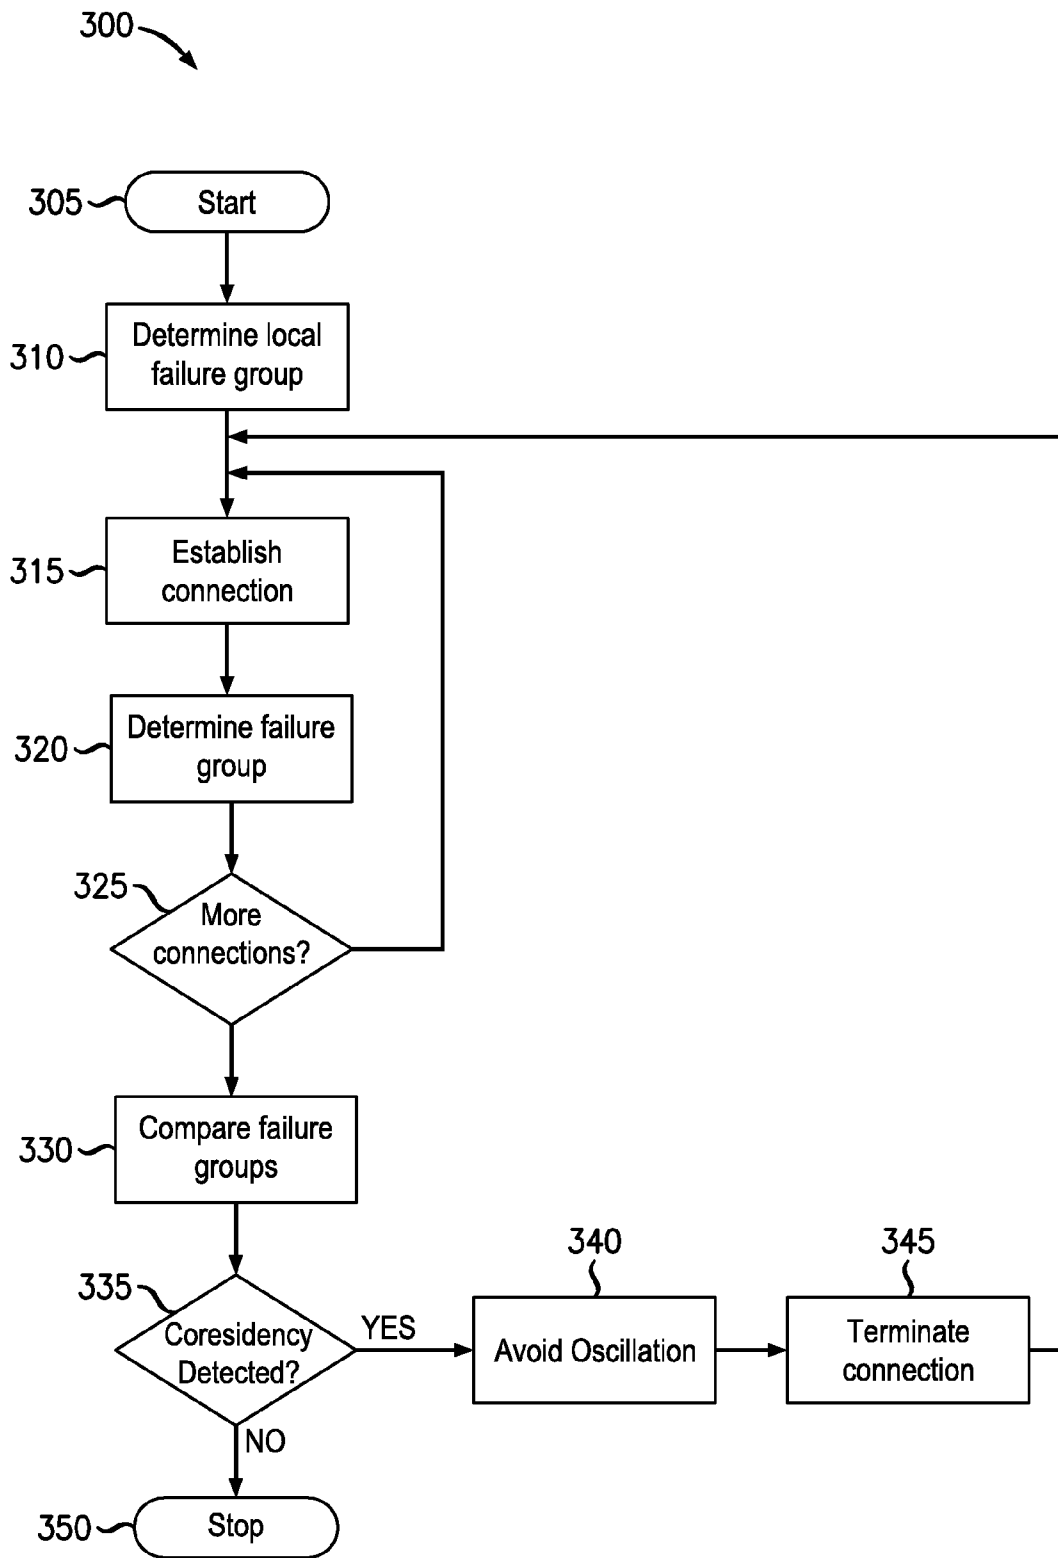 300
305
Start
310
Determine local
failure group
315
Establish
connection
320
Determine failure
group
325
More
connections?
330
Compare failure
groups
335
Coresidency
Detected?
YES
340
Avoid Oscillation
345
Terminate
connection
NO
350
Stop